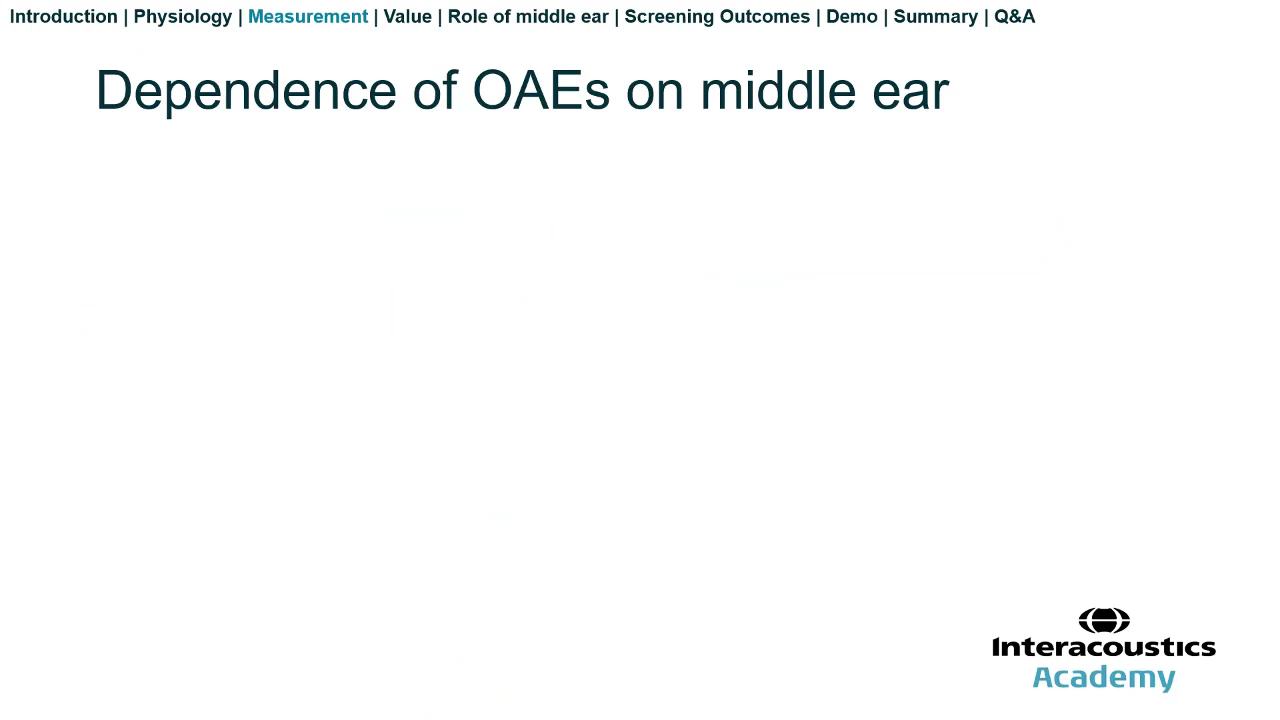 Introduction | Physiology | Measurement | Value | Role of middle ear | Screening Outcomes | Demo | Summary | Q&A
Dependence of OAEs on middle ear
Interacoustics
Academy